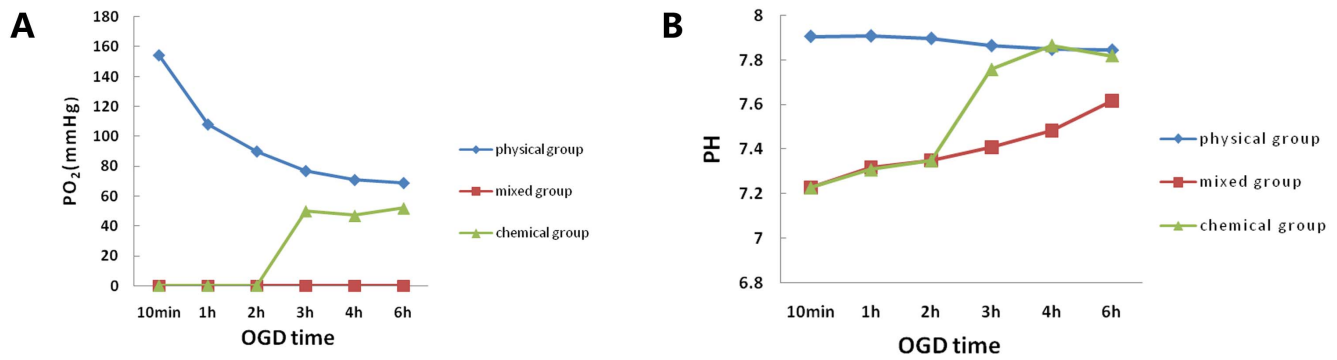 A
180
160
140
120
100
80
60
40
20
0
PO2(mmHg)
10min 1h 2h 3h 4h 6h
OGD time
physical group
mixed group
chemical group
B
8
7.8
7.6
7.4
7.2
7
6.8
PH
10min 1h 2h 3h 4h 6h
OGD time
physical group
mixed group
chemical group